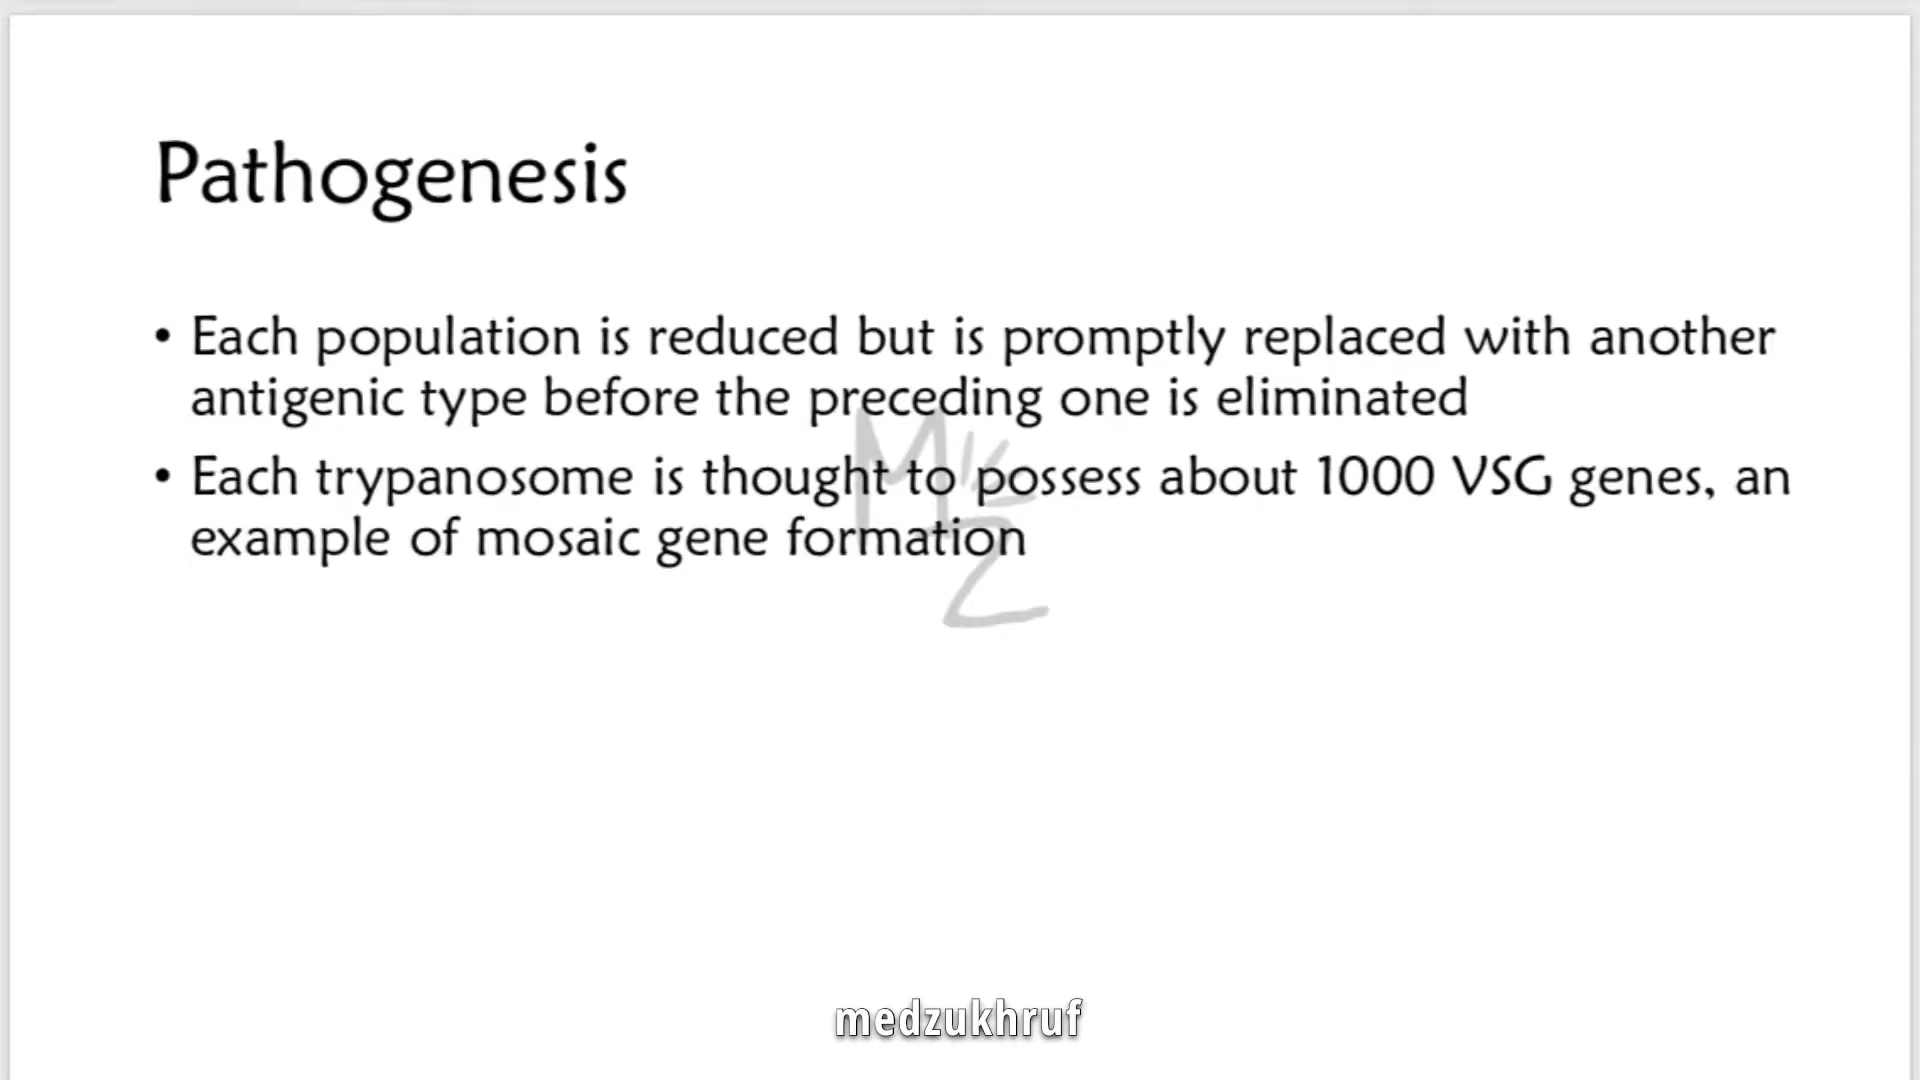 Pathogenesis
• Each population is reduced but is promptly replaced with another
antigenic type before the preceding one is eliminated
• Each trypanosome is thought to possess about 1000 VSG genes, an
example of mosaic gene formation
medzukhruf